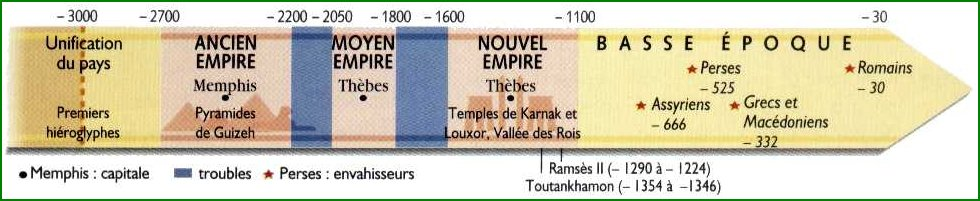 – 3000
– 2700
– 2200
– 2050
– 1800
– 1600
– 1100
– 30
Unification
du pays
Premiers
hiéroglyphes
ANCIEN
EMPIRE
Memphis
Pyramides
de Guizeh
MOYEN
EMPIRE
Thèbes
NOUVEL
EMPIRE
Thèbes
Temples de Karnak et
Louxor, Vallée des Rois
BASSE ÉPOQUE
Perses
– 525
Assyriens
– 666
Grecs et
Macédoniens
– 332
Romains
– 30
Ramsès II (– 1290 à – 1224)
Toutankhamon (– 1354 à –1346)
Memphis : capitale
troubles
Perses : envahisseurs